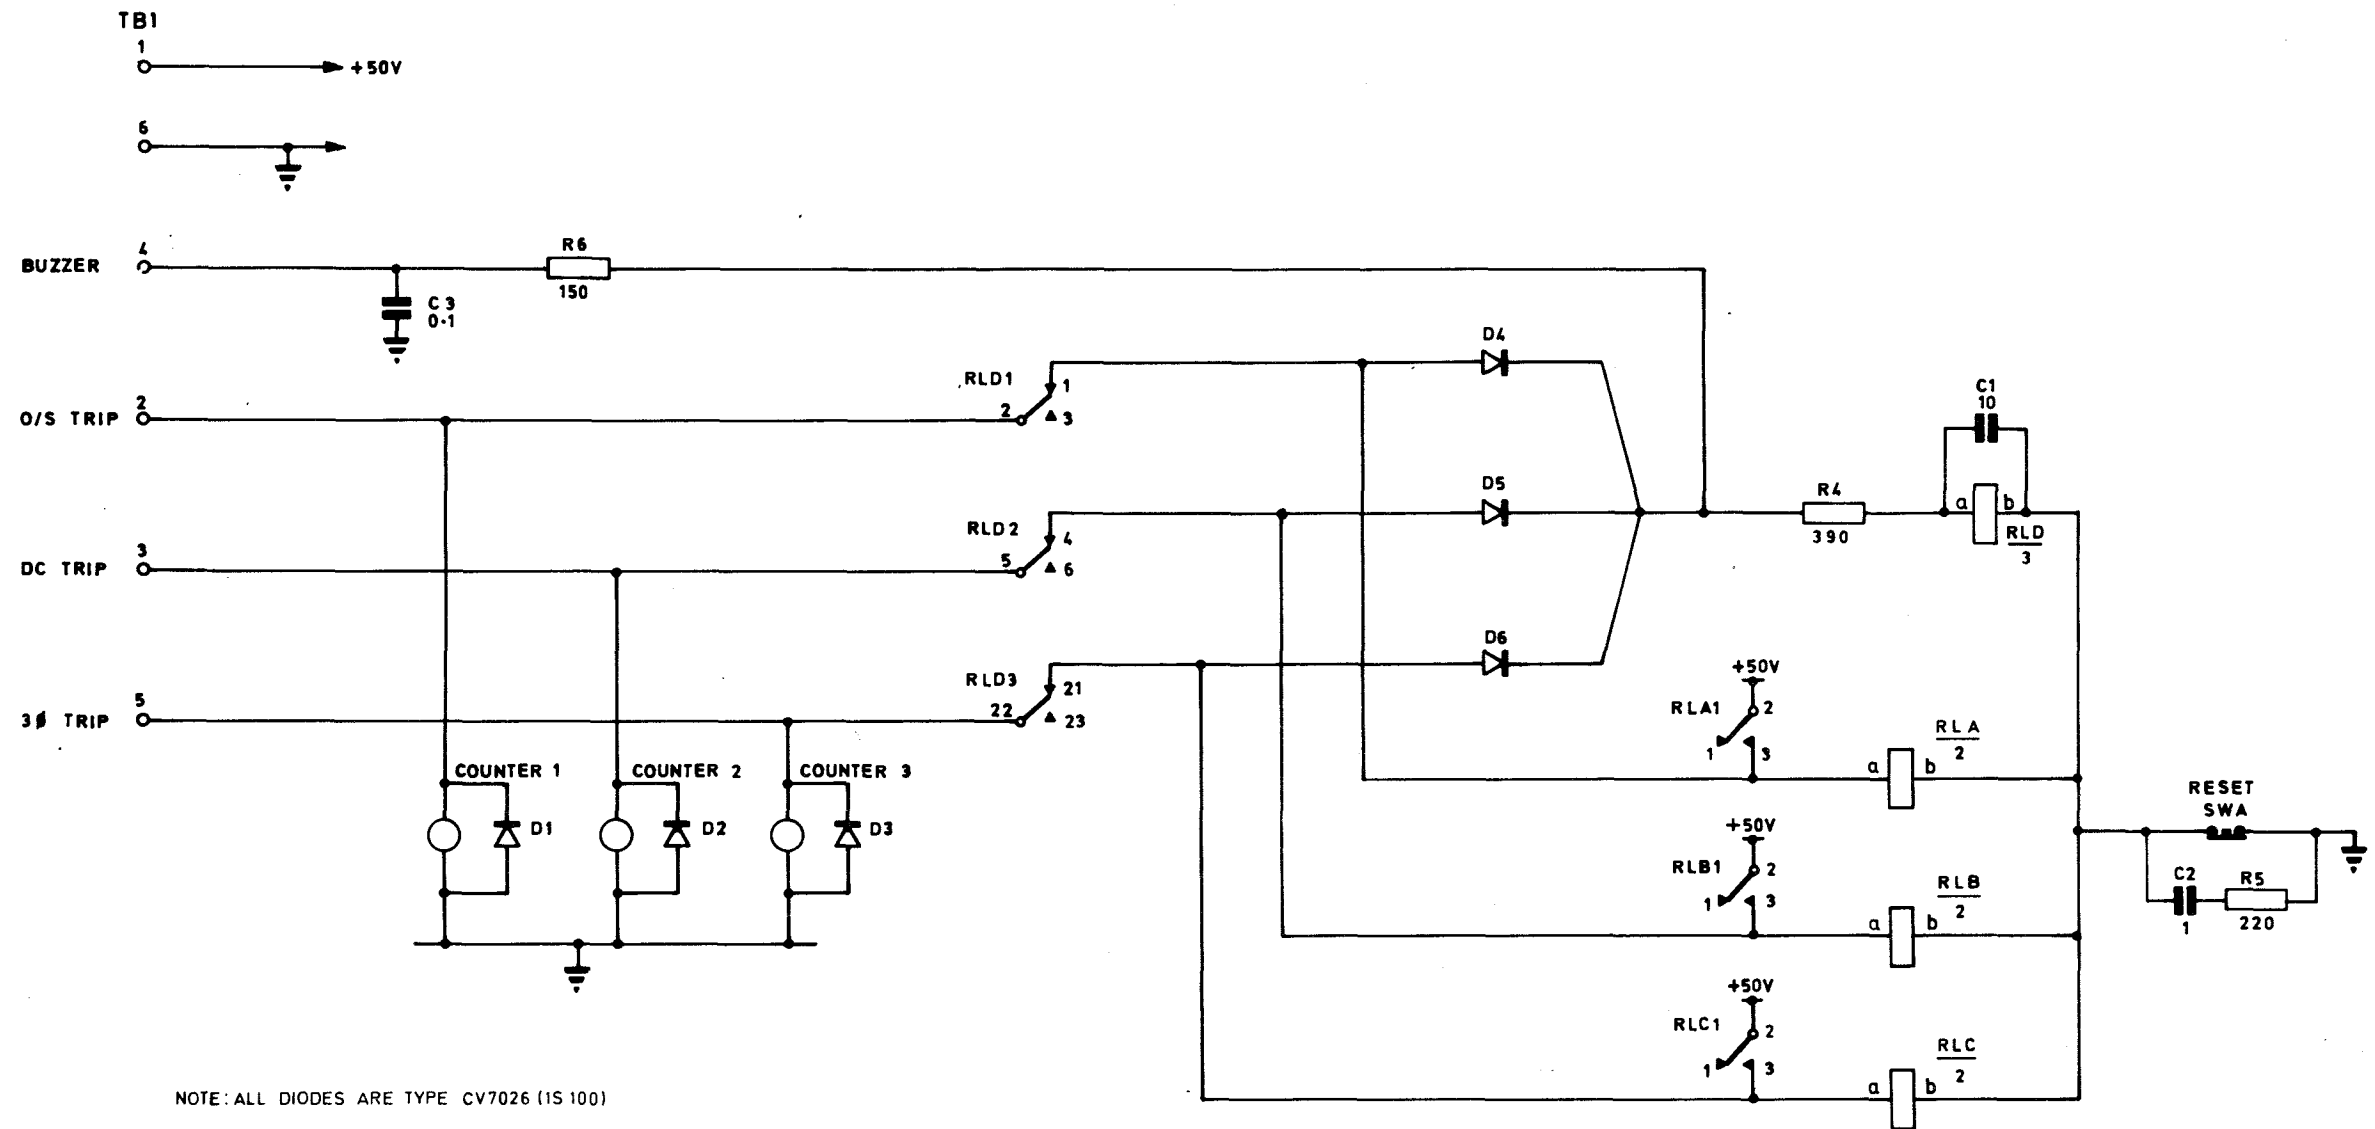 TB1
1
+50V
6
BUZZER
4
R6
150
C3
0·1
D4
RLD1
1
2
3
O/S TRIP
2
C1
10
D5
R4
390
a
b
RLD
3
RLD2
4
5
6
DC TRIP
3
D6
+50V
RLD3
21
22
23
3Ø TRIP
5
RLA1
2
1
3
RLA
2
a
b
COUNTER 1
COUNTER 2
COUNTER 3
D1
D2
D3
RESET
SWA
+50V
RLB1
2
1
3
RLB
2
a
b
C2
1
R5
220
+50V
RLC1
2
1
3
RLC
2
a
b
NOTE: ALL DIODES ARE TYPE CV7026 (1S 100)